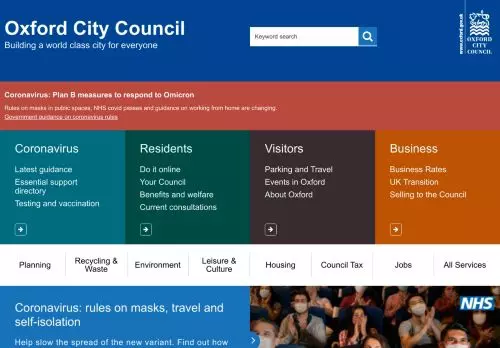 Oxford City Council
Building a world class city for everyone
Keyword search
www.oxford.gov.uk
OXFORD
CITY
COUNCIL
Coronavirus: Plan B measures to respond to Omicron
Rules on masks in public spaces, NHS covid passes and guidance on working from home are changing.
Government guidance on coronavirus rules
Coronavirus
Latest guidance
Essential support
directory
Testing and vaccination
Residents
Do it online
Your Council
Benefits and welfare
Current consultations
Visitors
Parking and Travel
Events in Oxford
About Oxford
Business
Business Rates
UK Transition
Selling to the Council
Planning
Recycling &
Waste
Environment
Leisure &
Culture
Housing
Council Tax
Jobs
All Services
Coronavirus: rules on masks, travel and
self-isolation
Help slow the spread of the new variant. Find out how
NHS